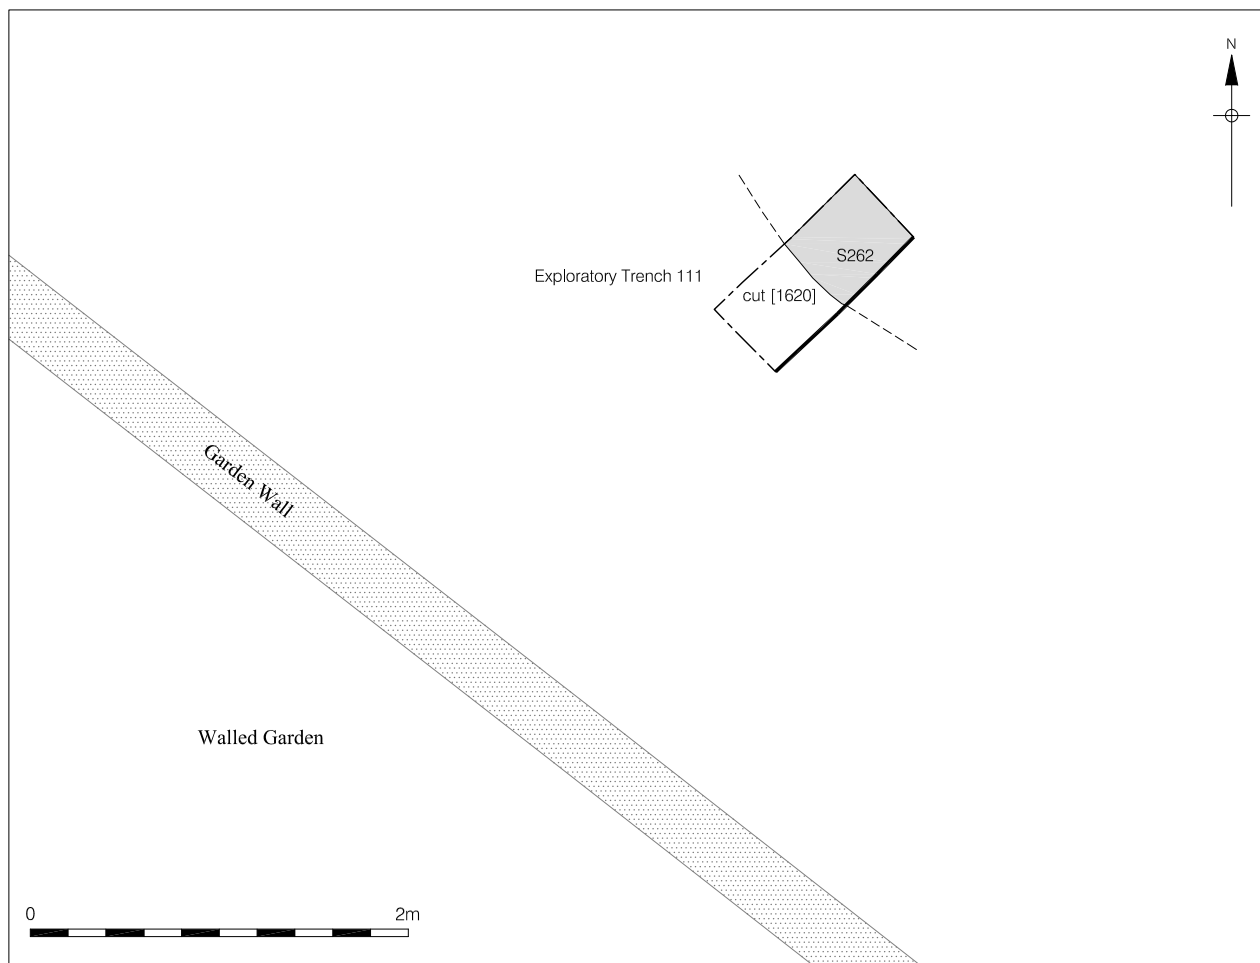 N
S262
Exploratory Trench 111
cut [1620]
Garden Wall
Walled Garden
0 2m